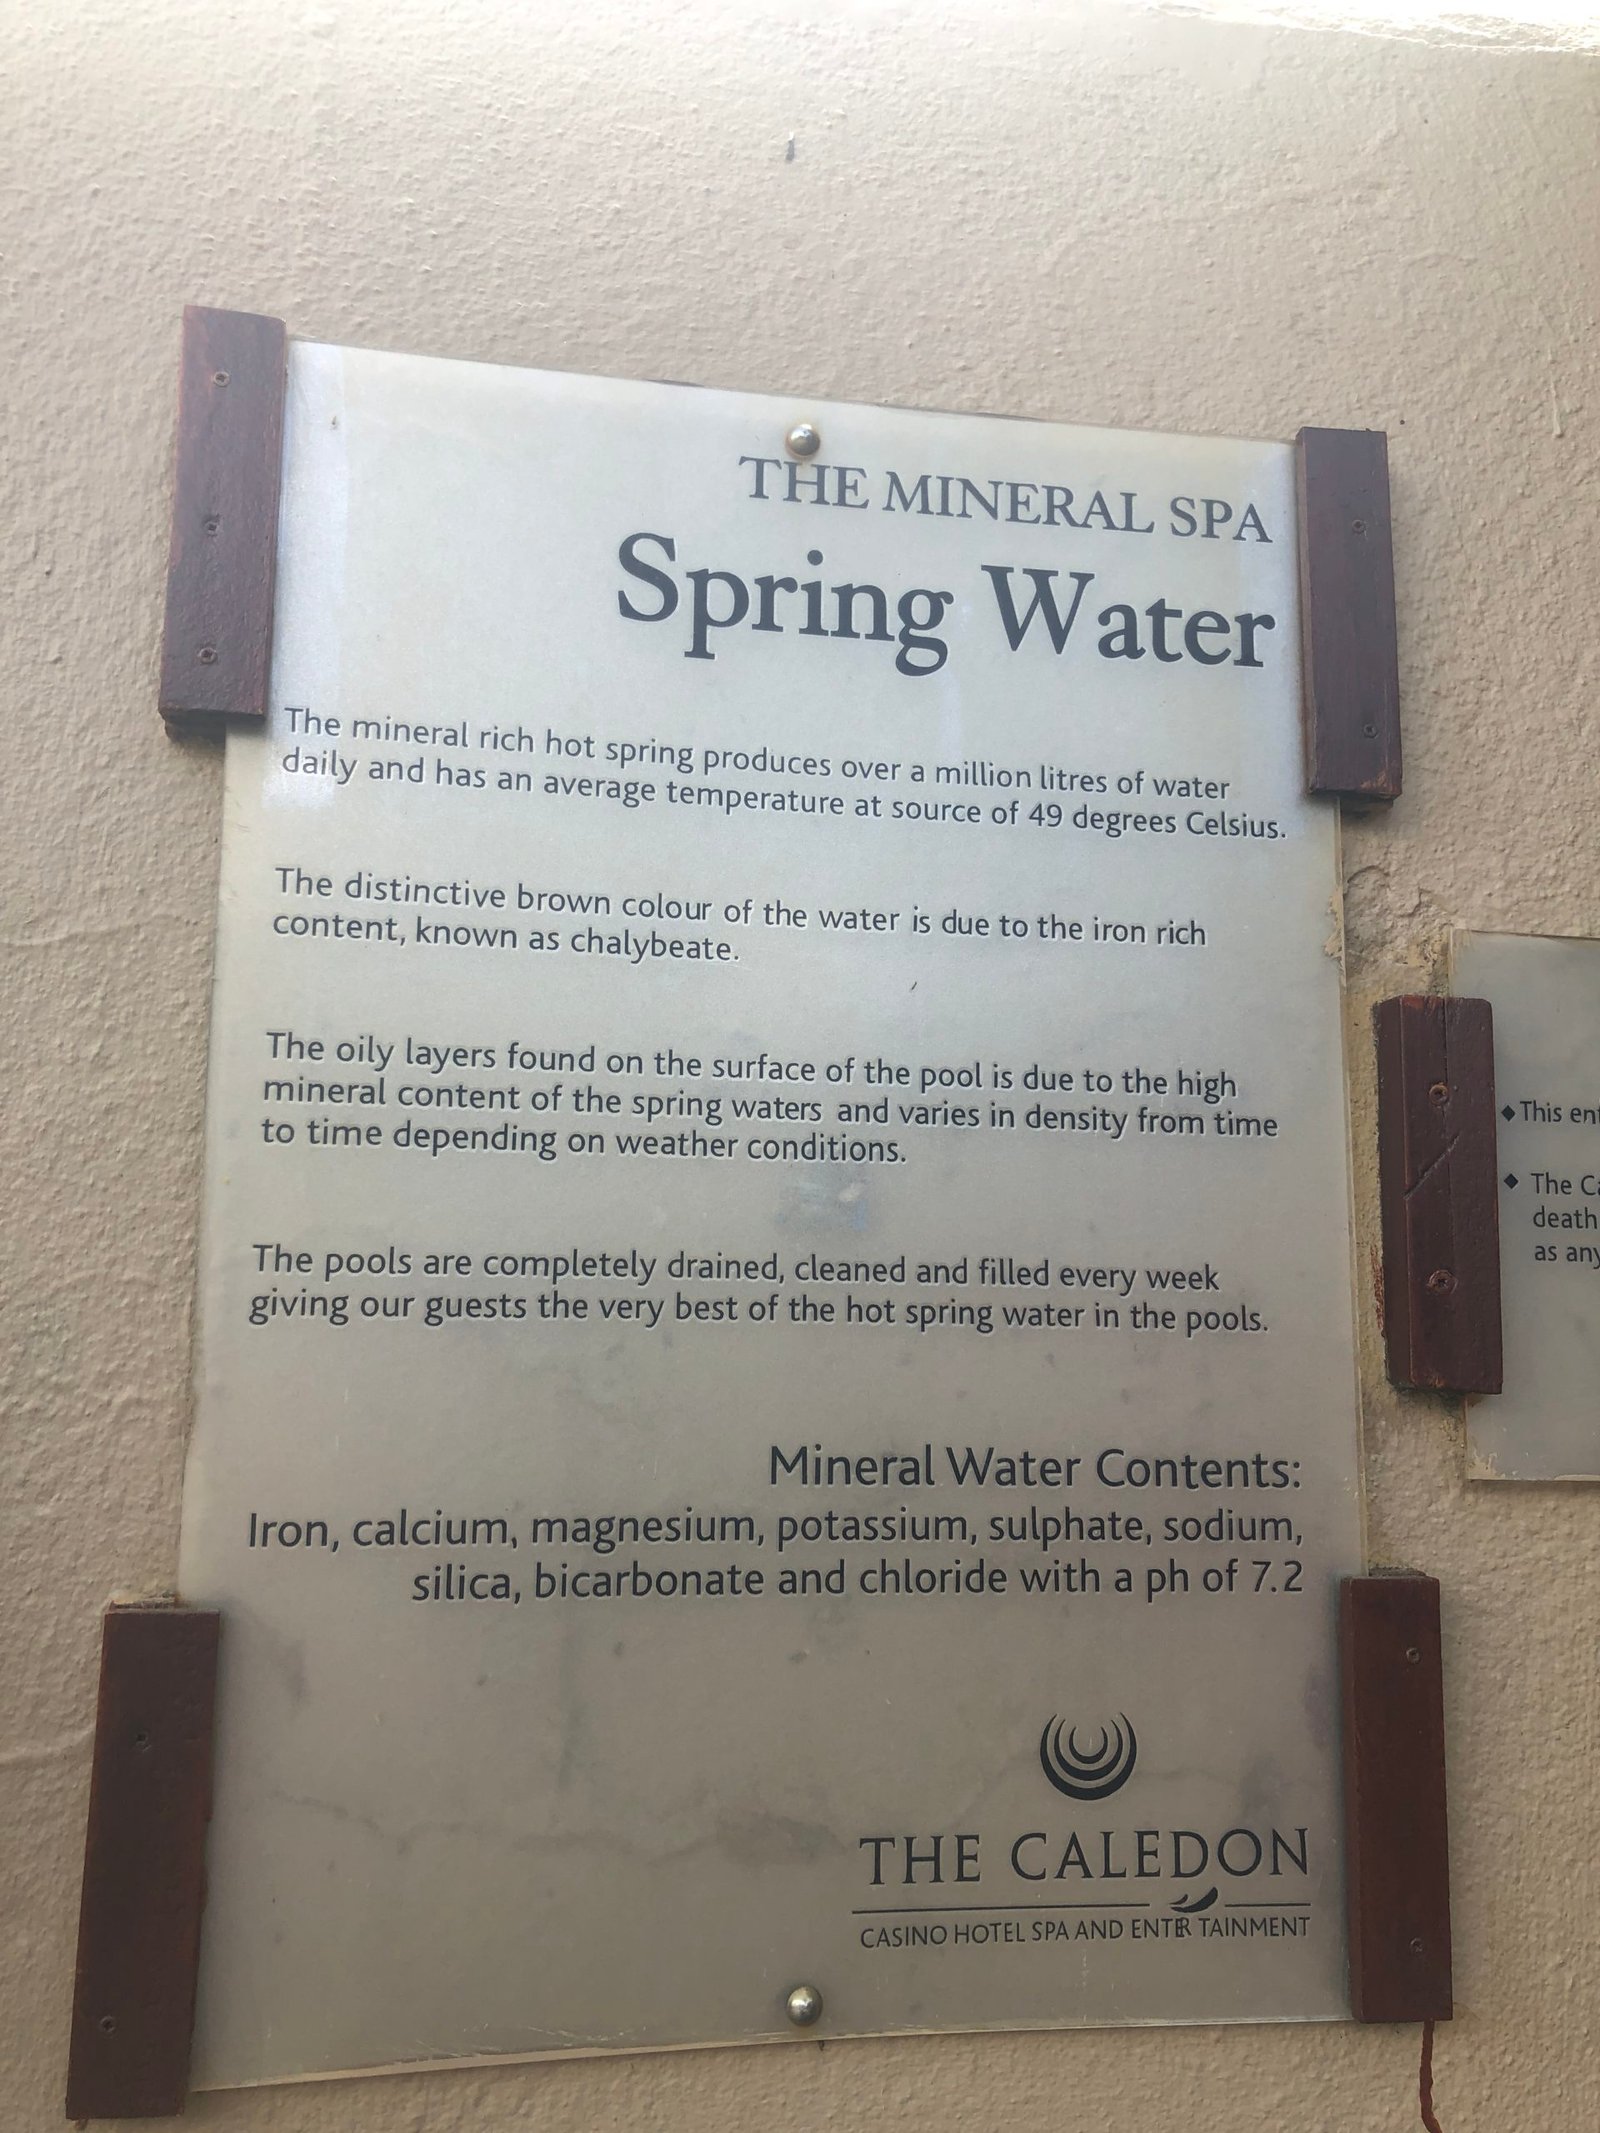 THE MINERAL SPA
Spring Water
The mineral rich hot spring produces over a million litres of water
daily and has an average temperature at source of 49 degrees Celsius.
The distinctive brown colour of the water is due to the iron rich
content, known as chalybeate.
The oily layers found on the surface of the pool is due to the high
mineral content of the spring waters and varies in density from time
to time depending on weather conditions.
The pools are completely drained, cleaned and filled every week
giving our guests the very best of the hot spring water in the pools.
Mineral Water Contents:
Iron, calcium, magnesium, potassium, sulphate, sodium,
silica, bicarbonate and chloride with a ph of 7.2
THE CALEDON
CASINO HOTEL SPA AND ENTERTAINMENT
◆ This
◆ The
death
as